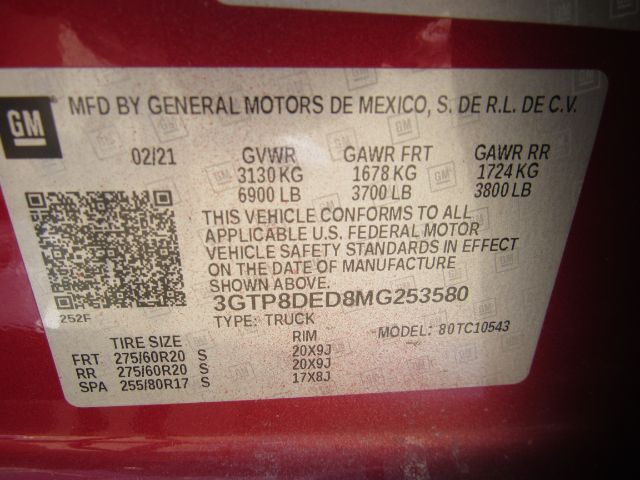 GM
MFD BY GENERAL MOTORS DE MEXICO, S. DE R.L. DE C.V.
02/21 GVWR GAWR FRT GAWR RR
3130 KG 1678 KG 1724 KG
6900 LB 3700 LB 3800 LB
THIS VEHICLE CONFORMS TO ALL
APPLICABLE U.S. FEDERAL MOTOR
VEHICLE SAFETY STANDARDS IN EFFECT
ON THE DATE OF MANUFACTURE
SHOWN ABOVE.
3GTP8DED8MG253580
252F
TYPE: TRUCK
MODEL: 80TC10543
TIRE SIZE RIM
FRT 275/60R20 S 20X9J
RR 275/60R20 S 20X9J
SPA 255/80R17 S 17X8J